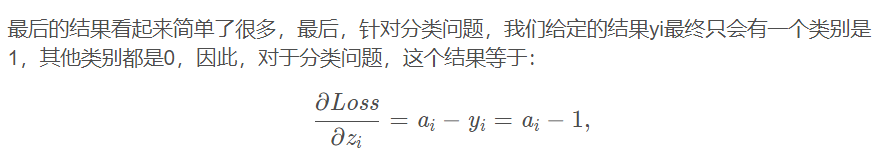 最后的结果看起来简单了很多，最后，针对分类问题，我们给定的结果yi最终只会有一个类别是
1，其他类别都是0，因此，对于分类问题，这个结果等于：
∂Loss/∂z_i = a_i − y_i = a_i − 1,